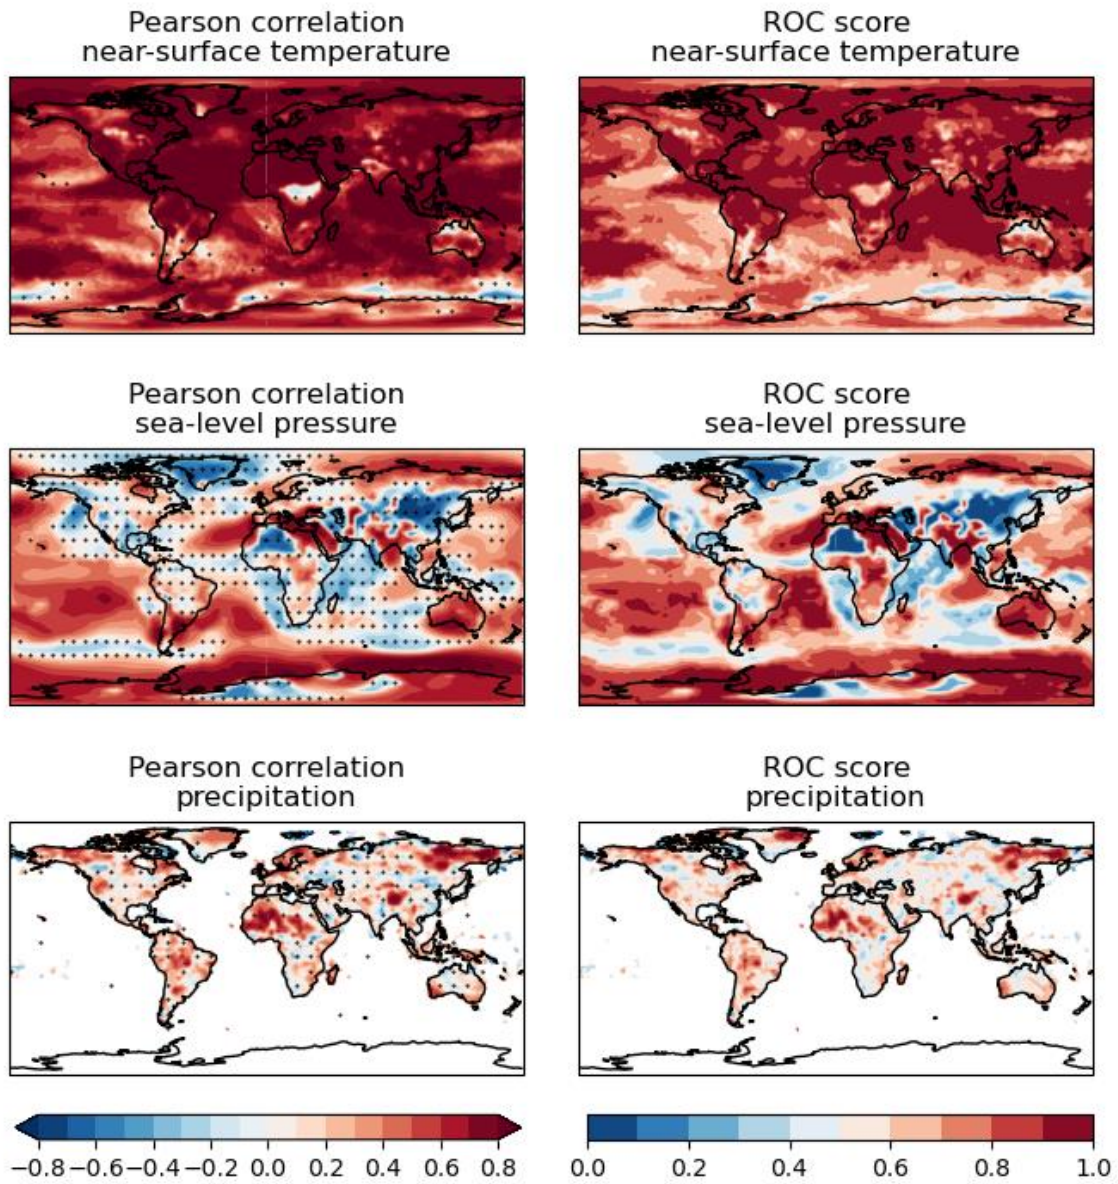 Pearson correlation
near-surface temperature
ROC score
near-surface temperature
Pearson correlation
sea-level pressure
ROC score
sea-level pressure
Pearson correlation
precipitation
ROC score
precipitation
−0.8 −0.6 −0.4 −0.2 0.0 0.2 0.4 0.6 0.8
0.0 0.2 0.4 0.6 0.8 1.0